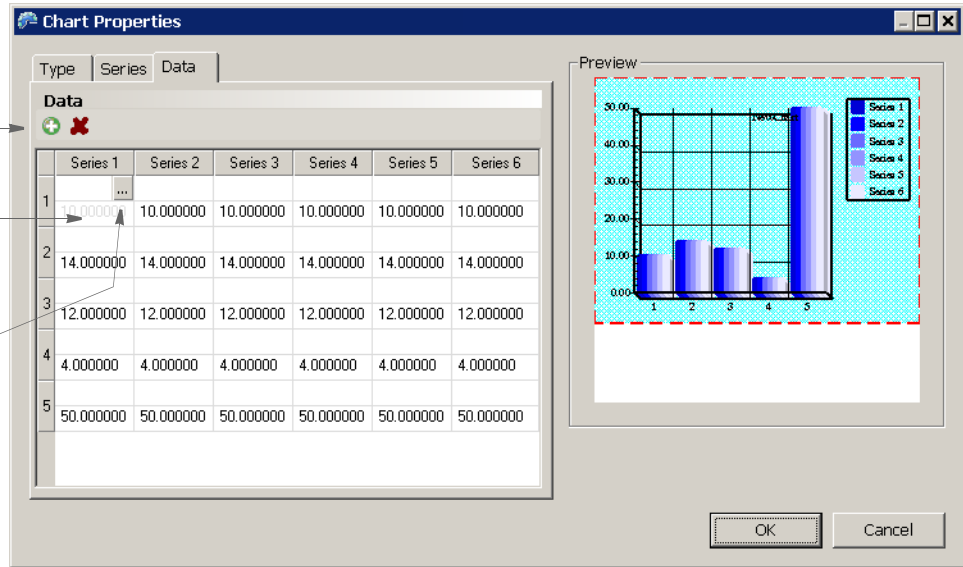 Chart Properties
Type Series Data
Data
Series 1 Series 2 Series 3 Series 4 Series 5 Series 6
...
1 10.000000 10.000000 10.000000 10.000000 10.000000 10.000000
2 14.000000 14.000000 14.000000 14.000000 14.000000 14.000000
3 12.000000 12.000000 12.000000 12.000000 12.000000 12.000000
4 4.000000 4.000000 4.000000 4.000000 4.000000 4.000000
5 50.000000 50.000000 50.000000 50.000000 50.000000 50.000000
Preview
50.00
40.00
30.00
20.00
10.00
0.00
1 2 3 4 5
Series 1
Series 2
Series 3
Series 4
Series 5
Series 6
OK Cancel